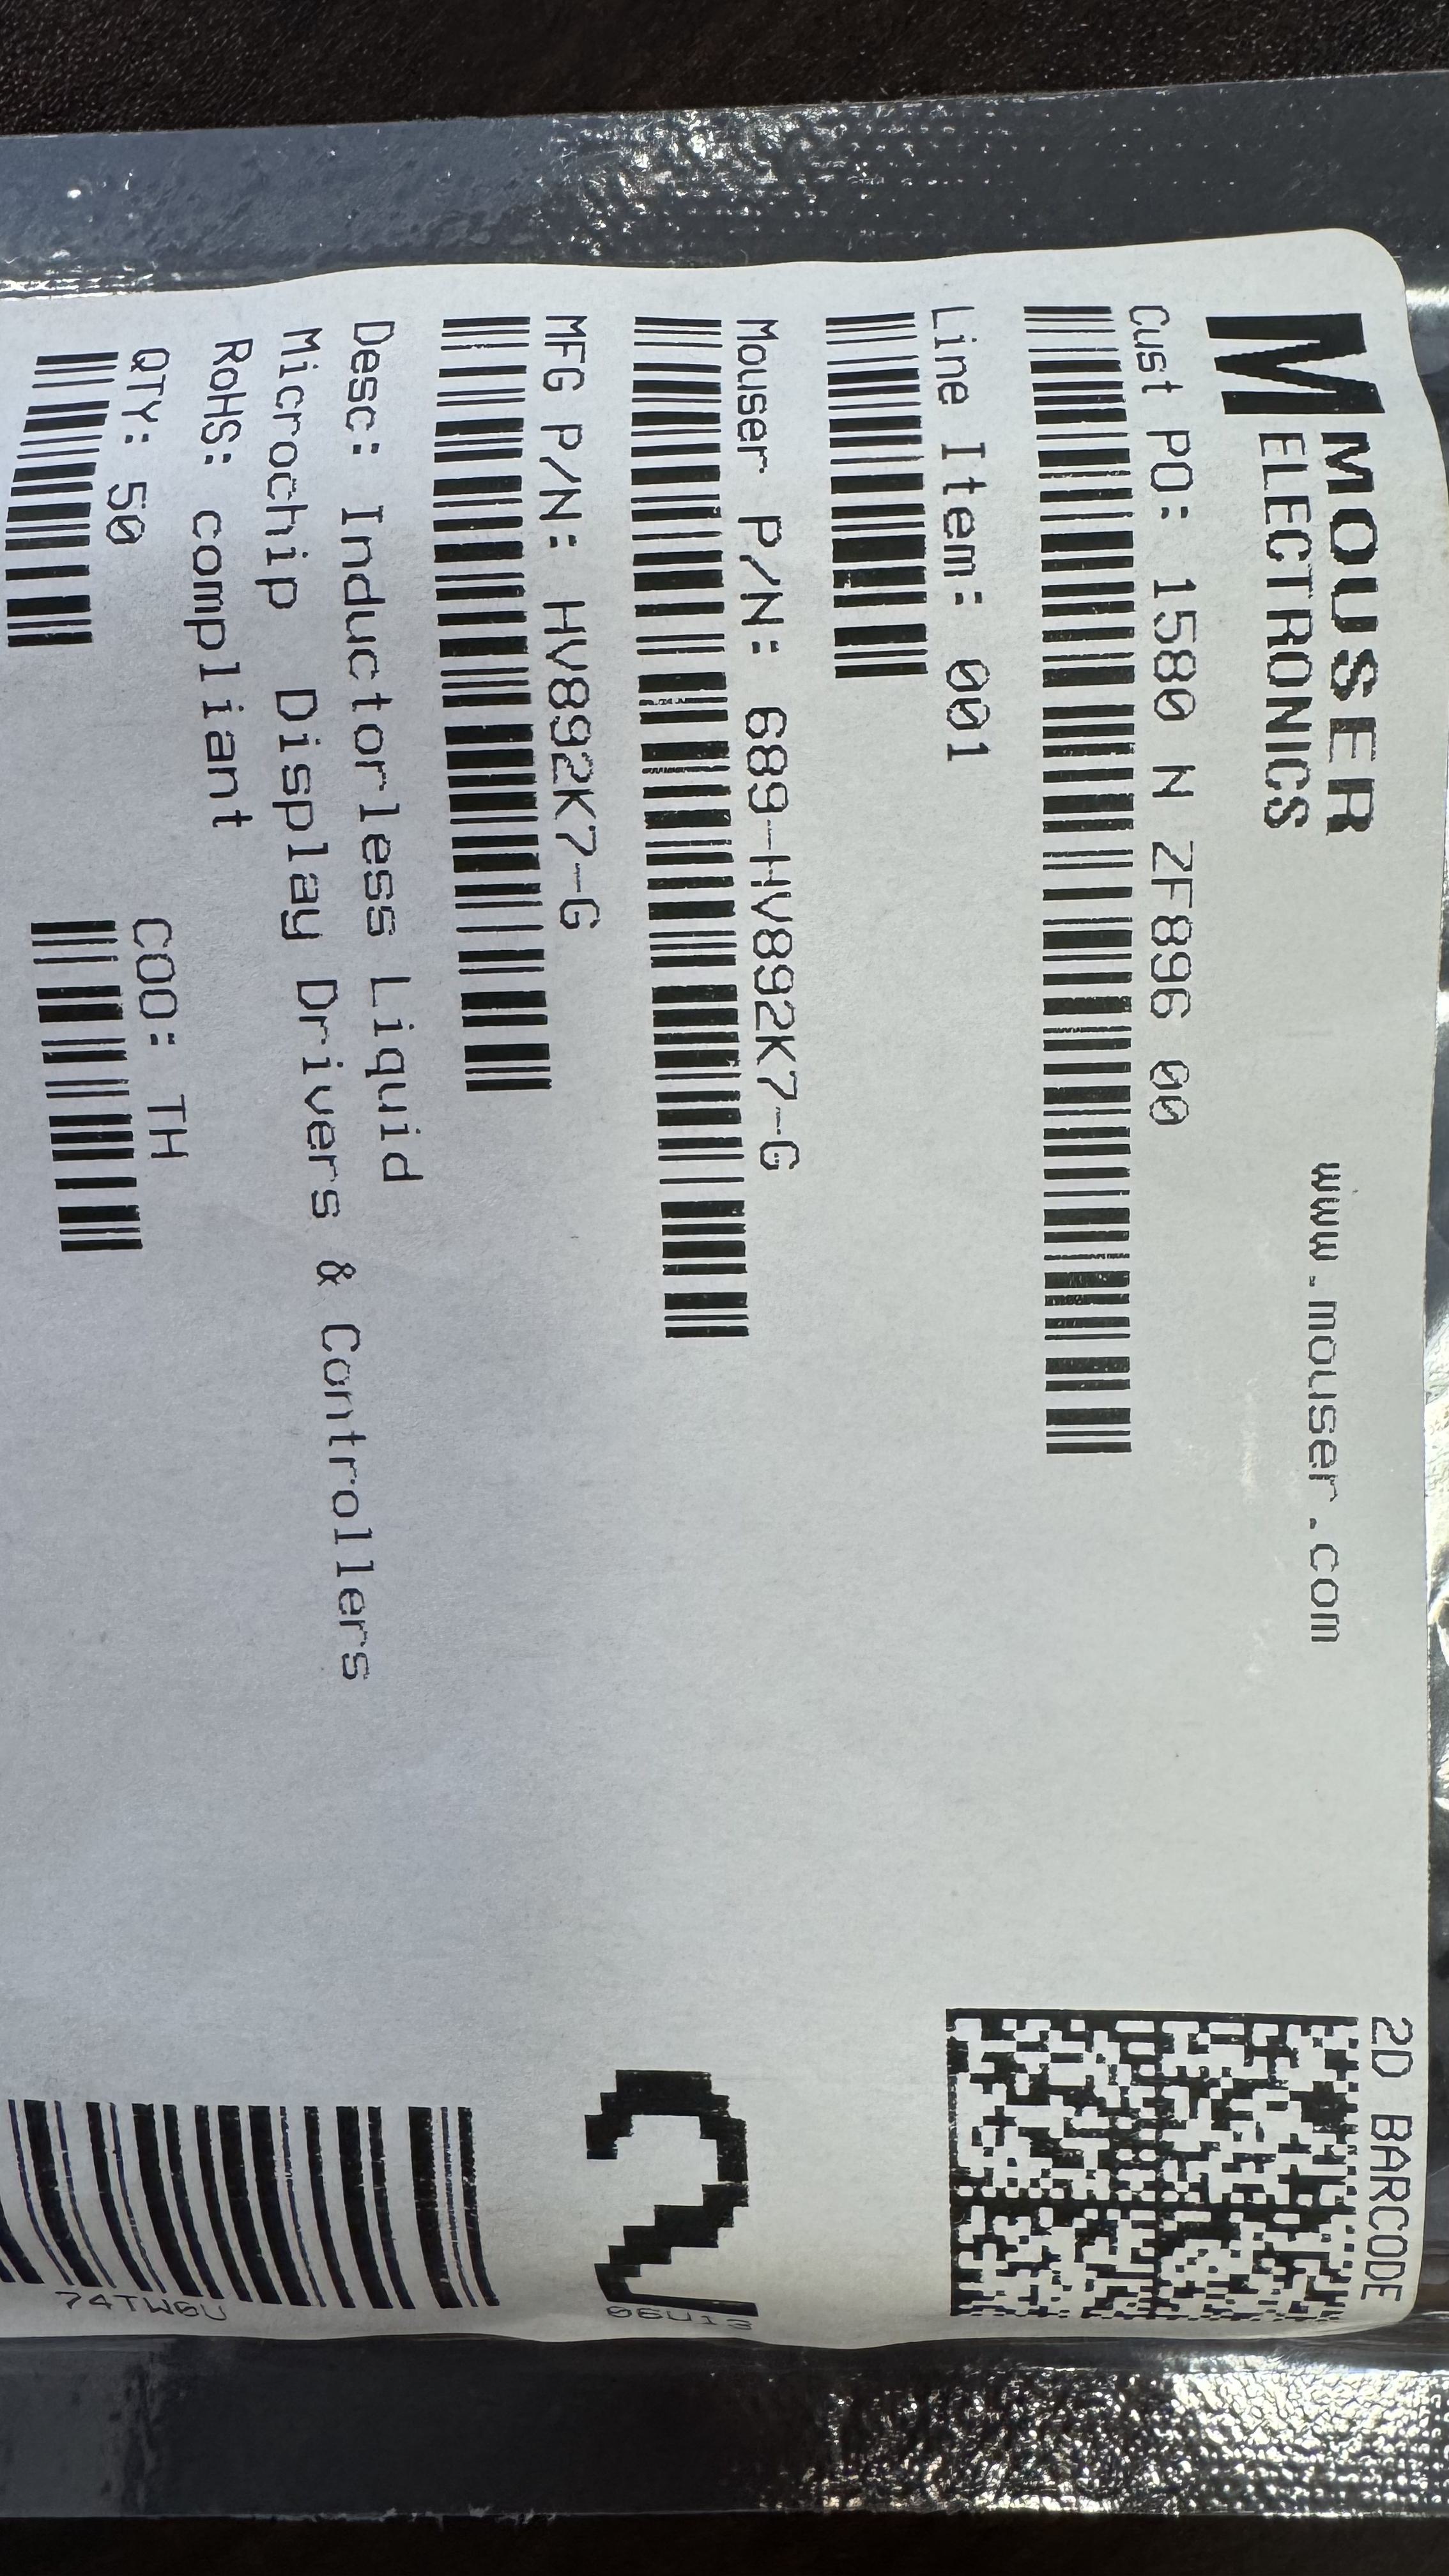 MOUSER
ELECTRONICS
www.mouser.com
2D BARCODE
Cust PO: 1580 N ZF896 00
Line Item: 001
Mouser P/N: 689-HV892K7-G
2
06U13
MFG P/N: HV892K7-G
Desc: Inductorless Liquid
Microchip  Display Drivers & Controllers
RoHS: compliant
QTY: 50
COO: TH
74TW6U